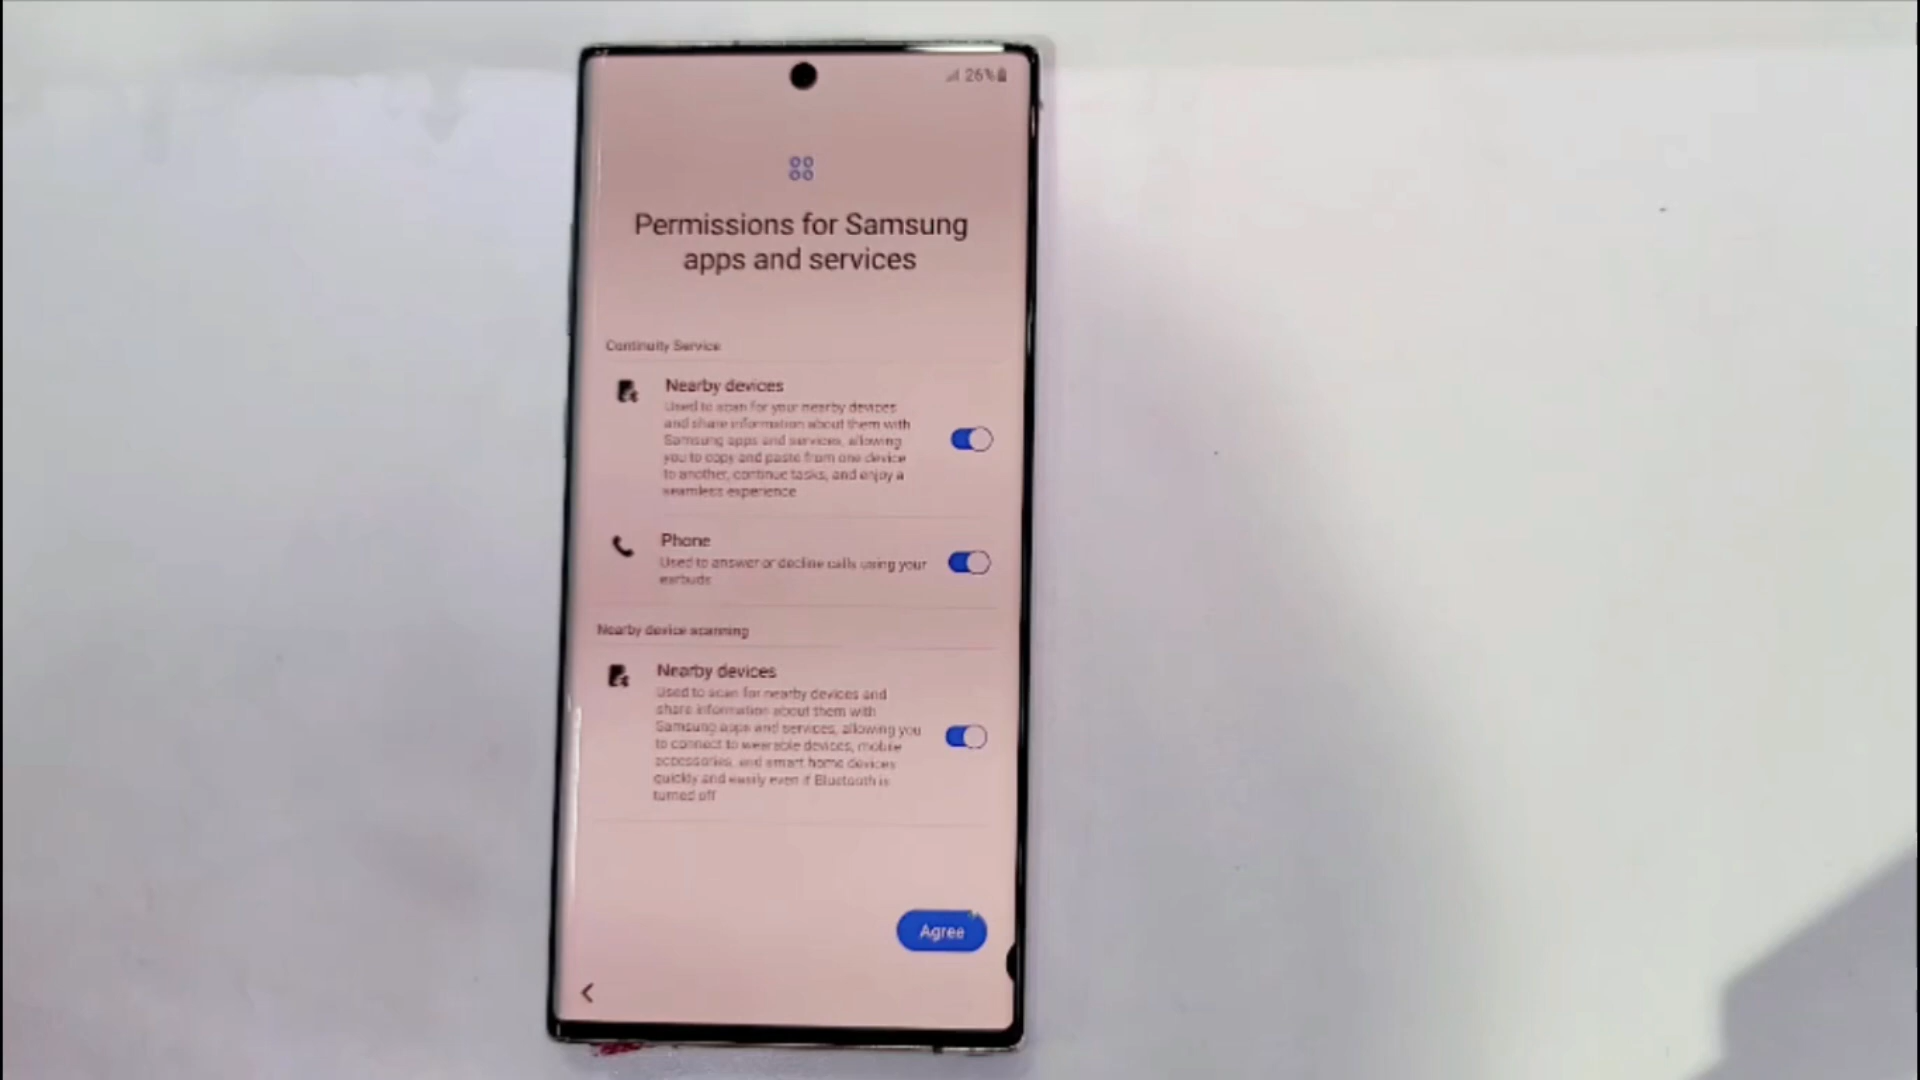 26%
Permissions for Samsung
apps and services
Continuity Service
Nearby devices
Used to scan for your nearby devices
and share information about them with
Samsung apps and services, allowing
you to copy and paste from one device
to another, continue tasks, and enjoy a
seamless experience
Phone
Used to answer or decline calls using your
earbuds
Nearby device scanning
Nearby devices
Used to scan for nearby devices and
share information about them with
Samsung apps and services, allowing you
to connect to wearable devices, mobile
accessories, and smart home devices
quickly and easily even if Bluetooth is
turned off
Agree